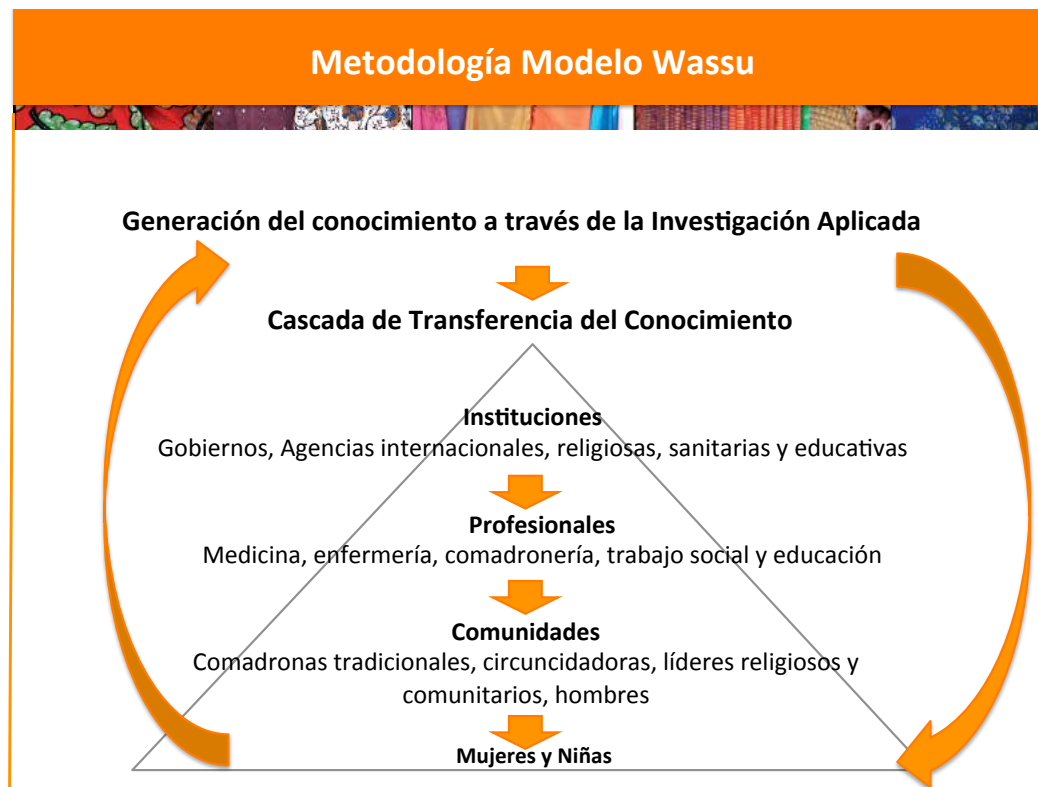 Metodología Modelo Wassu
Generación del conocimiento a través de la Investigación Aplicada
Cascada de Transferencia del Conocimiento
Instituciones
Gobiernos, Agencias internacionales, religiosas, sanitarias y educativas
Profesionales
Medicina, enfermería, comadronería, trabajo social y educación
Comunidades
Comadronas tradicionales, circuncidadoras, líderes religiosos y
comunitarios, hombres
Mujeres y Niñas